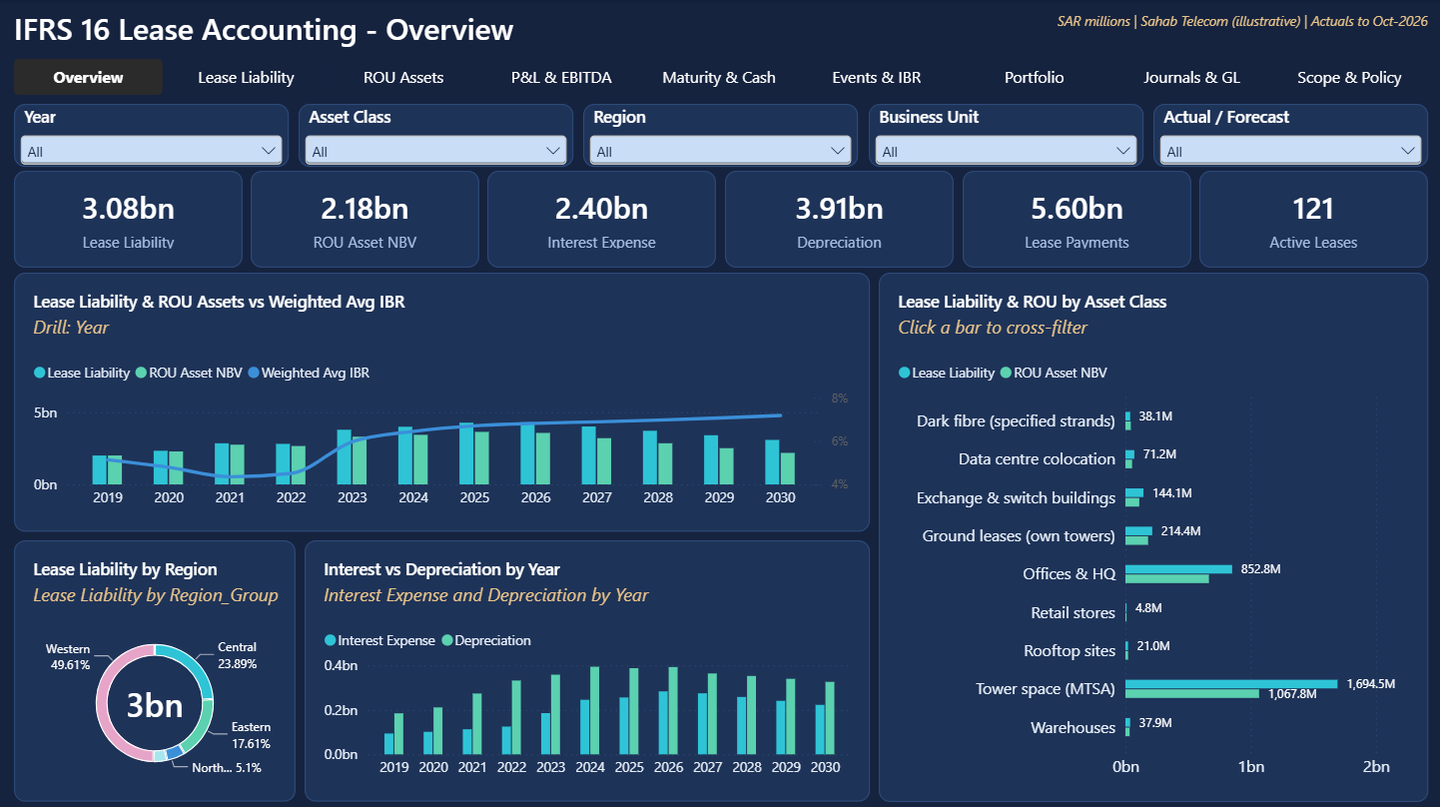 IFRS 16 Lease Accounting - Overview
SAR millions | Sahab Telecom (illustrative) | Actuals to Oct-2026
Overview
Lease Liability
ROU Assets
P&L & EBITDA
Maturity & Cash
Events & IBR
Portfolio
Journals & GL
Scope & Policy
Year
All
Asset Class
All
Region
All
Business Unit
All
Actual / Forecast
All
3.08bn
Lease Liability
2.18bn
ROU Asset NBV
2.40bn
Interest Expense
3.91bn
Depreciation
5.60bn
Lease Payments
121
Active Leases
Lease Liability & ROU Assets vs Weighted Avg IBR
Drill: Year
Lease Liability ROU Asset NBV Weighted Avg IBR
8%
5bn
6%
0bn
4%
2019 2020 2021 2022 2023 2024 2025 2026 2027 2028 2029 2030
Lease Liability & ROU by Asset Class
Click a bar to cross-filter
Lease Liability ROU Asset NBV
Dark fibre (specified strands) 38.1M
Data centre colocation 71.2M
Exchange & switch buildings 144.1M
Ground leases (own towers) 214.4M
Offices & HQ 852.8M
Retail stores 4.8M
Rooftop sites 21.0M
Tower space (MTSA) 1,694.5M
1,067.8M
Warehouses 37.9M
0bn 1bn 2bn
Lease Liability by Region
Lease Liability by Region_Group
Western
49.61%
Central
23.89%
3bn
Eastern
17.61%
North... 5.1%
Interest vs Depreciation by Year
Interest Expense and Depreciation by Year
Interest Expense Depreciation
0.4bn
0.2bn
0.0bn
2019 2020 2021 2022 2023 2024 2025 2026 2027 2028 2029 2030